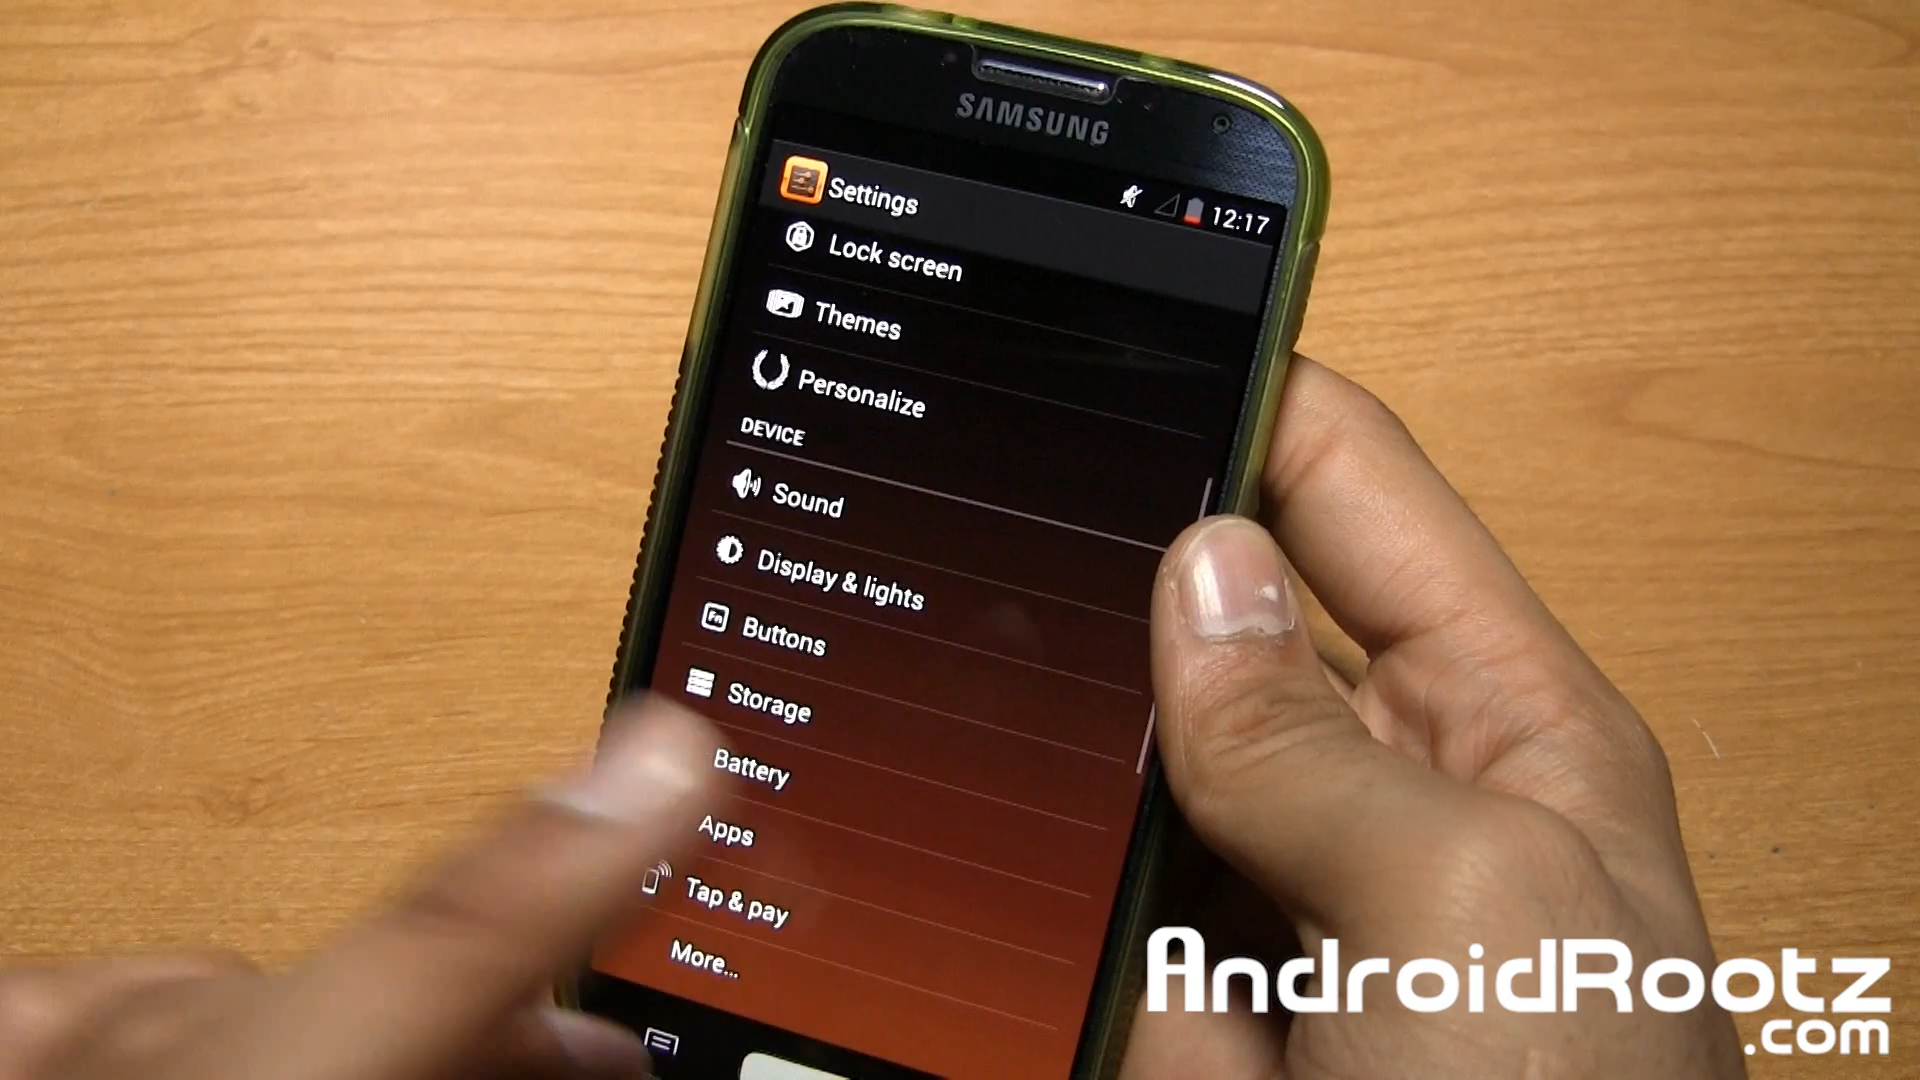 SAMSUNG
Settings
12:17
Lock screen
Themes
Personalize
DEVICE
Sound
Display & lights
Fn
Buttons
Storage
Battery
Apps
Tap & pay
More...
AndroidRootz
.com